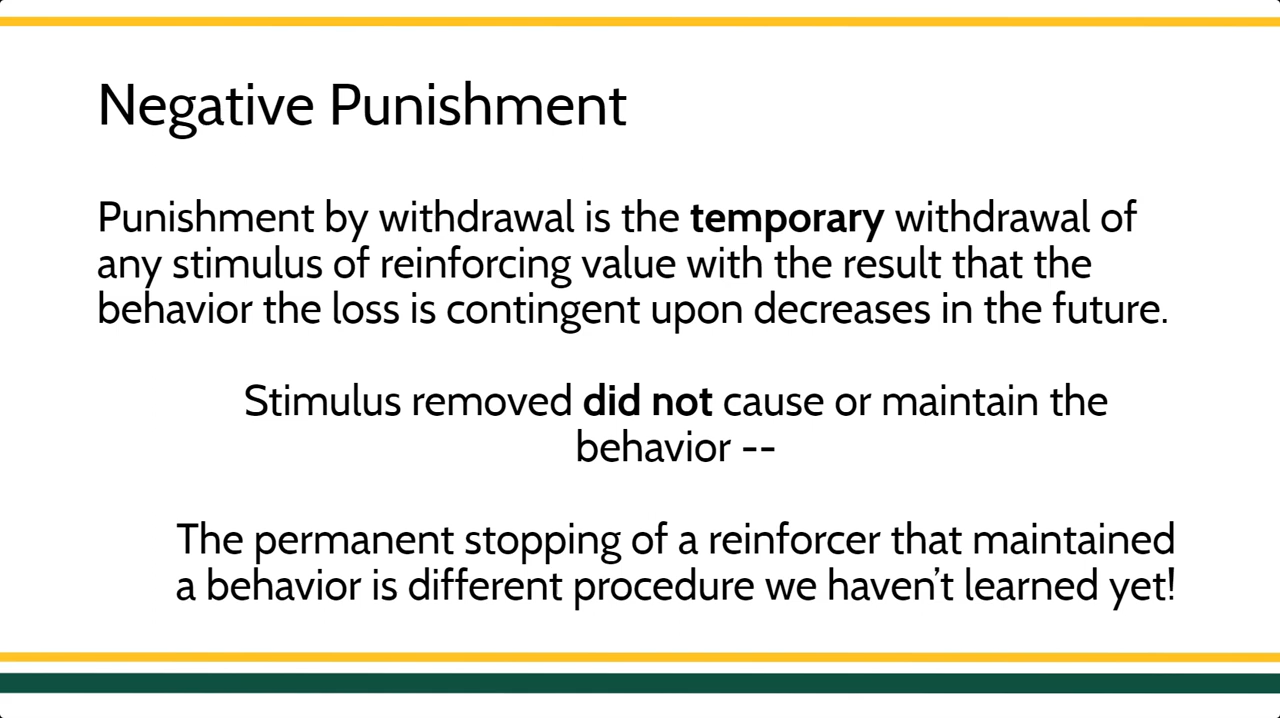 Negative Punishment
Punishment by withdrawal is the temporary withdrawal of
any stimulus of reinforcing value with the result that the
behavior the loss is contingent upon decreases in the future.
Stimulus removed did not cause or maintain the
behavior --
The permanent stopping of a reinforcer that maintained
a behavior is different procedure we haven’t learned yet!